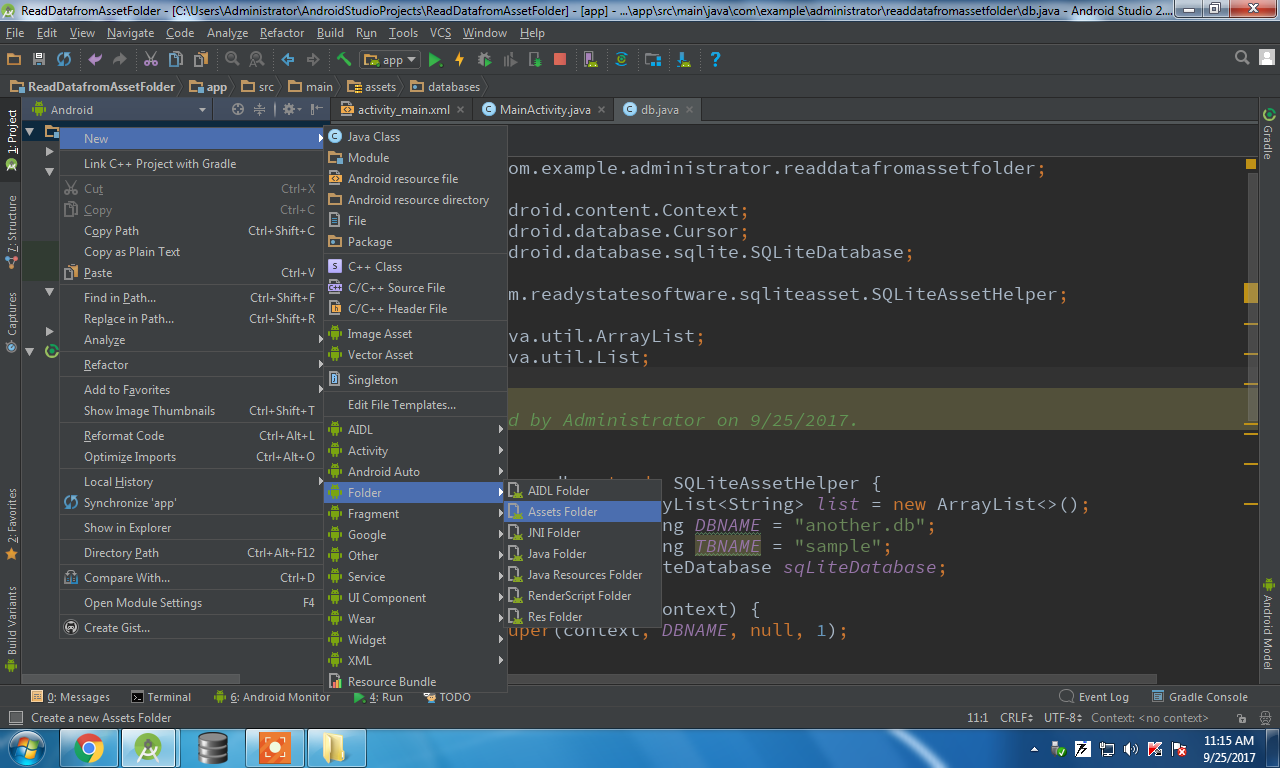 ReadDatafromAssetFolder - [C:\Users\Administrator\AndroidStudioProjects\ReadDatafromAssetFolder] - [app] - ...\app\src\main\java\com\example\administrator\readdatafromassetfolder\db.java - Android Studio 2....
File Edit View Navigate Code Analyze Refactor Build Run Tools VCS Window Help
app
ReadDatafromAssetFolder app src main assets databases
Android
activity_main.xml
MainActivity.java
db.java
1: Project
7: Structure
Captures
2: Favorites
Build Variants
New
Link C++ Project with Gradle
Cut Ctrl+X
Copy Ctrl+C
Copy Path Ctrl+Shift+C
Copy as Plain Text
Paste Ctrl+V
Find in Path... Ctrl+Shift+F
Replace in Path... Ctrl+Shift+R
Analyze
Refactor
Add to Favorites
Show Image Thumbnails Ctrl+Shift+T
Reformat Code Ctrl+Alt+L
Optimize Imports Ctrl+Alt+O
Local History
Synchronize 'app'
Show in Explorer
Directory Path Ctrl+Alt+F12
Compare With... Ctrl+D
Open Module Settings F4
Create Gist...
Java Class
Module
Android resource file
Android resource directory
File
Package
C++ Class
C/C++ Source File
C/C++ Header File
Image Asset
Vector Asset
Singleton
Edit File Templates...
AIDL
Activity
Android Auto
Folder
Fragment
Google
Other
Service
UI Component
Wear
Widget
XML
Resource Bundle
AIDL Folder
Assets Folder
JNI Folder
Java Folder
Java Resources Folder
RenderScript Folder
Res Folder
om.example.administrator.readdatafromassetfolder;
droid.content.Context;
droid.database.Cursor;
droid.database.sqlite.SQLiteDatabase;
m.readystatesoftware.sqliteasset.SQLiteAssetHelper;
va.util.ArrayList;
va.util.List;
d by Administrator on 9/25/2017.
SQLiteAssetHelper {
yList<String> list = new ArrayList<>();
ng DBNAME = "another.db";
ng TBNAME = "sample";
teDatabase sqLiteDatabase;
ontext) {
uper(context, DBNAME, null, 1);
Gradle
Android Model
0: Messages Terminal 6: Android Monitor 4: Run TODO Event Log Gradle Console
Create a new Assets Folder 11:1 CRLF UTF-8 Context: <no context>
11:15 AM
9/25/2017